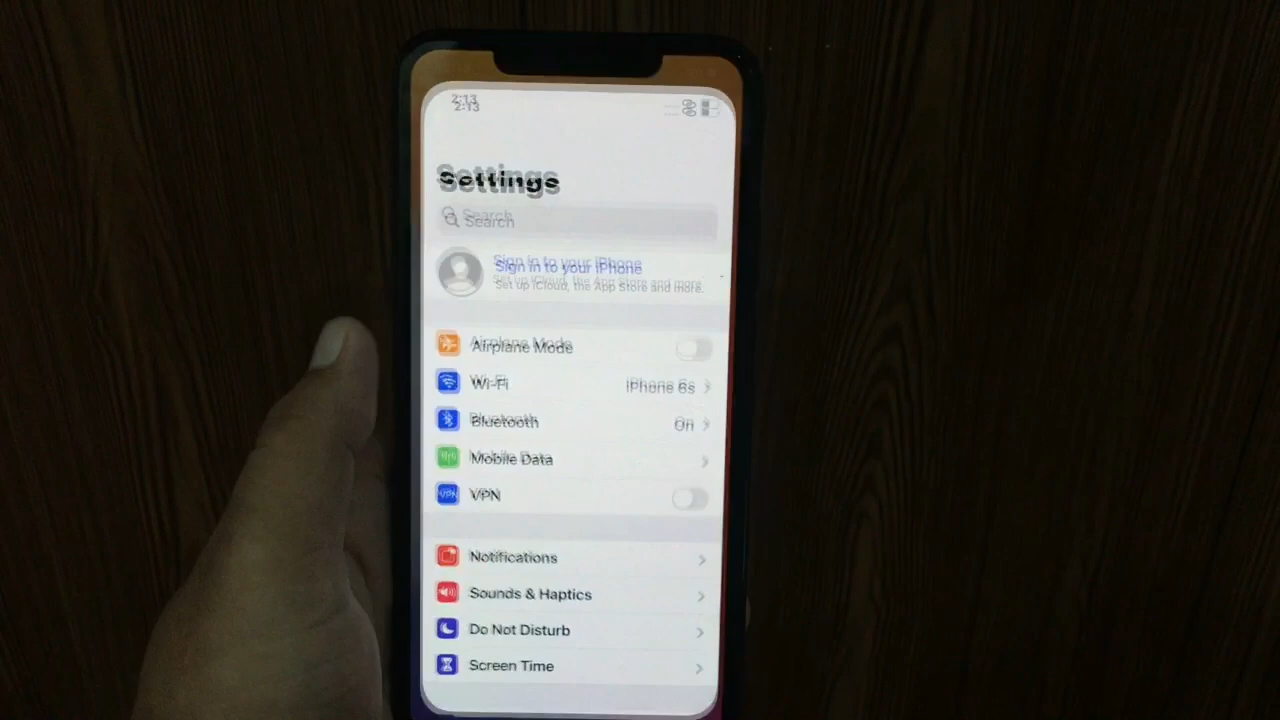 2:13
Settings
Search
Sign in to your iPhone
Set up iCloud, the App Store and more.
Airplane Mode
Wi-Fi iPhone 6s
Bluetooth On
Mobile Data
VPN VPN
Notifications
Sounds & Haptics
Do Not Disturb
Screen Time